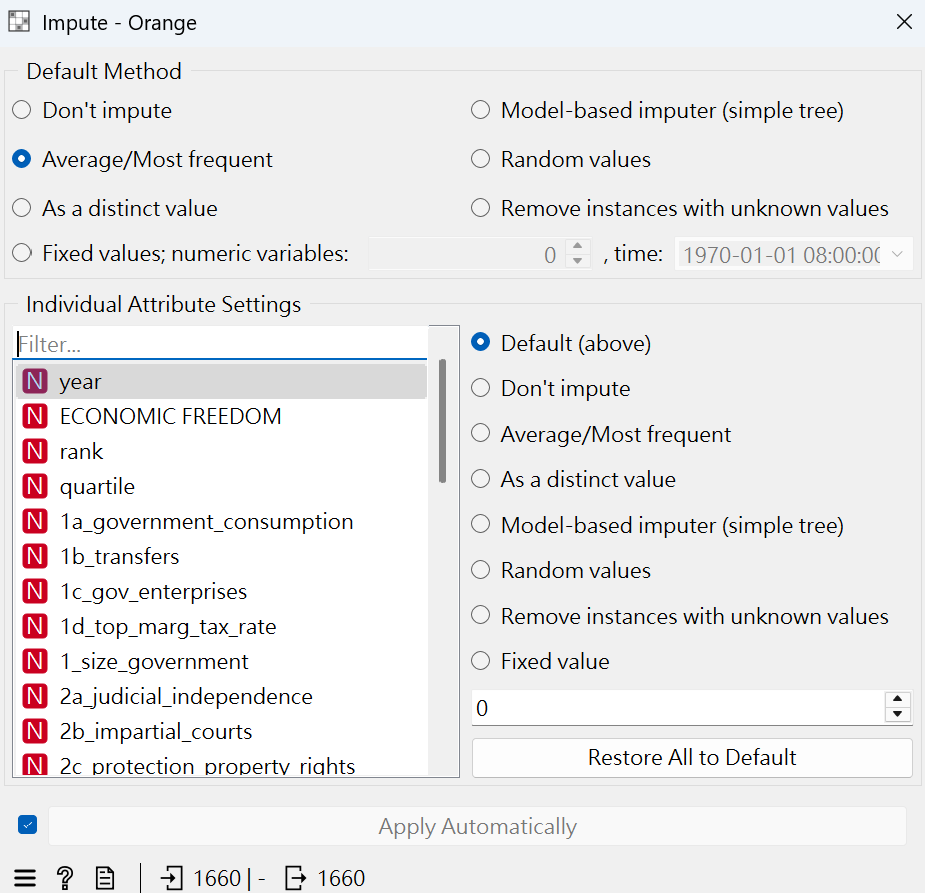 Impute - Orange
Default Method
Don't impute
Model-based imputer (simple tree)
Average/Most frequent
Random values
As a distinct value
Remove instances with unknown values
Fixed values; numeric variables: 0 , time: 1970-01-01 08:00:00
Individual Attribute Settings
Filter...
N year
N ECONOMIC FREEDOM
N rank
N quartile
N 1a_government_consumption
N 1b_transfers
N 1c_gov_enterprises
N 1d_top_marg_tax_rate
N 1_size_government
N 2a_judicial_independence
N 2b_impartial_courts
N 2c_protection_property_rights
Default (above)
Don't impute
Average/Most frequent
As a distinct value
Model-based imputer (simple tree)
Random values
Remove instances with unknown values
Fixed value
0
Restore All to Default
Apply Automatically
? 1660 | - 1660